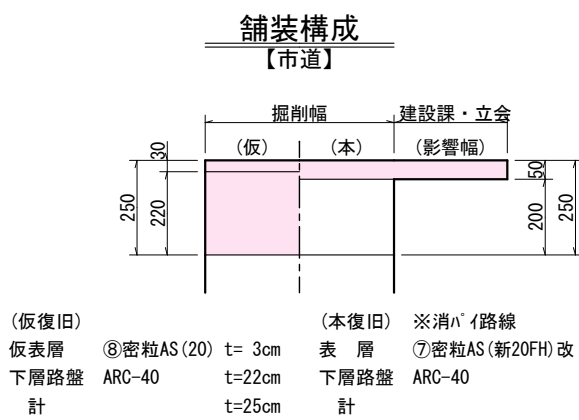 舗装構成
【市道】
掘削幅 建設課・立会
(仮) (本) (影響幅)
30
220
250
50
200
250
(仮復旧) (本復旧) ※消パイ路線
仮表層 ⑧密粒AS(20) t= 3cm 表 層 ⑦密粒AS(新20FH)改
下層路盤 ARC-40 t=22cm 下層路盤 ARC-40
計 t=25cm 計